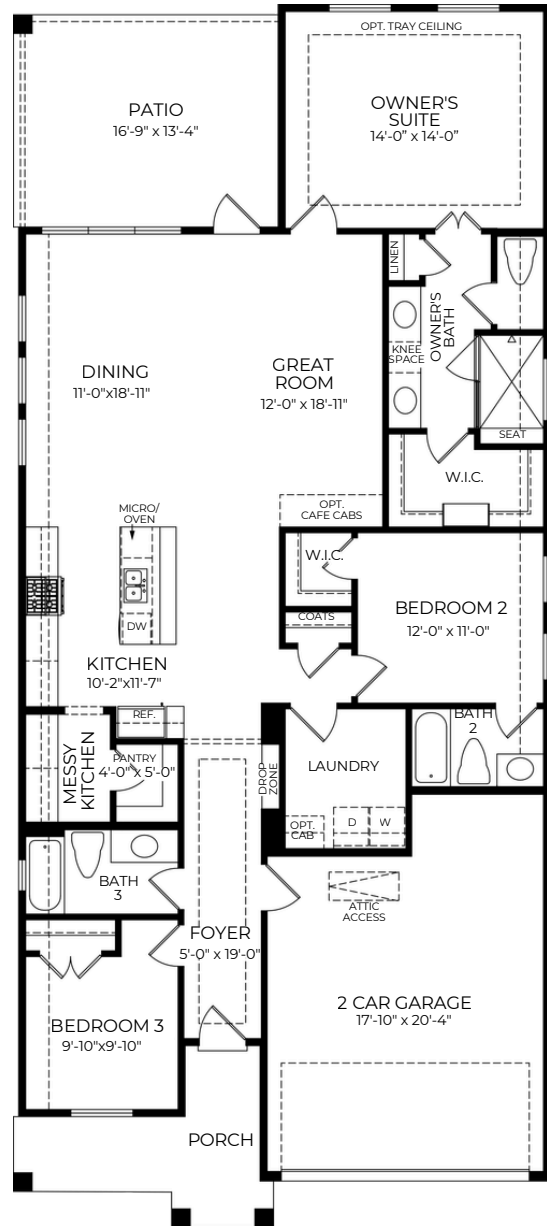 OPT. TRAY CEILING
PATIO
16'-9" x 13'-4"
OWNER'S
SUITE
14'-0” x 14'-0”
LINEN
OWNER'S
BATH
KNEE
SPACE
DINING
11'-0"x18'-11"
GREAT
ROOM
12'-0" x 18'-11"
SEAT
W.I.C.
OPT.
CAFE CABS
MICRO/
OVEN
W.I.C.
DW
COATS
BEDROOM 2
12'-0" x 11'-0"
KITCHEN
10'-2"x11'-7"
REF.
BATH
2
MESSY
KITCHEN
PANTRY
4'-0" x 5'-0"
DROP
ZONE
LAUNDRY
OPT.
CAB
D
W
BATH
3
ATTIC
ACCESS
FOYER
5'-0" x 19'-0"
2 CAR GARAGE
17'-10" x 20'-4"
BEDROOM 3
9'-10"x9'-10"
PORCH